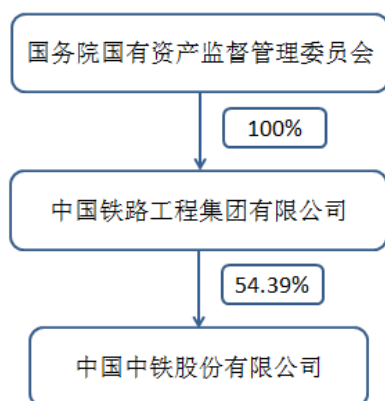 国务院国有资产监督管理委员会
100%
中国铁路工程集团有限公司
54.39%
中国中铁股份有限公司